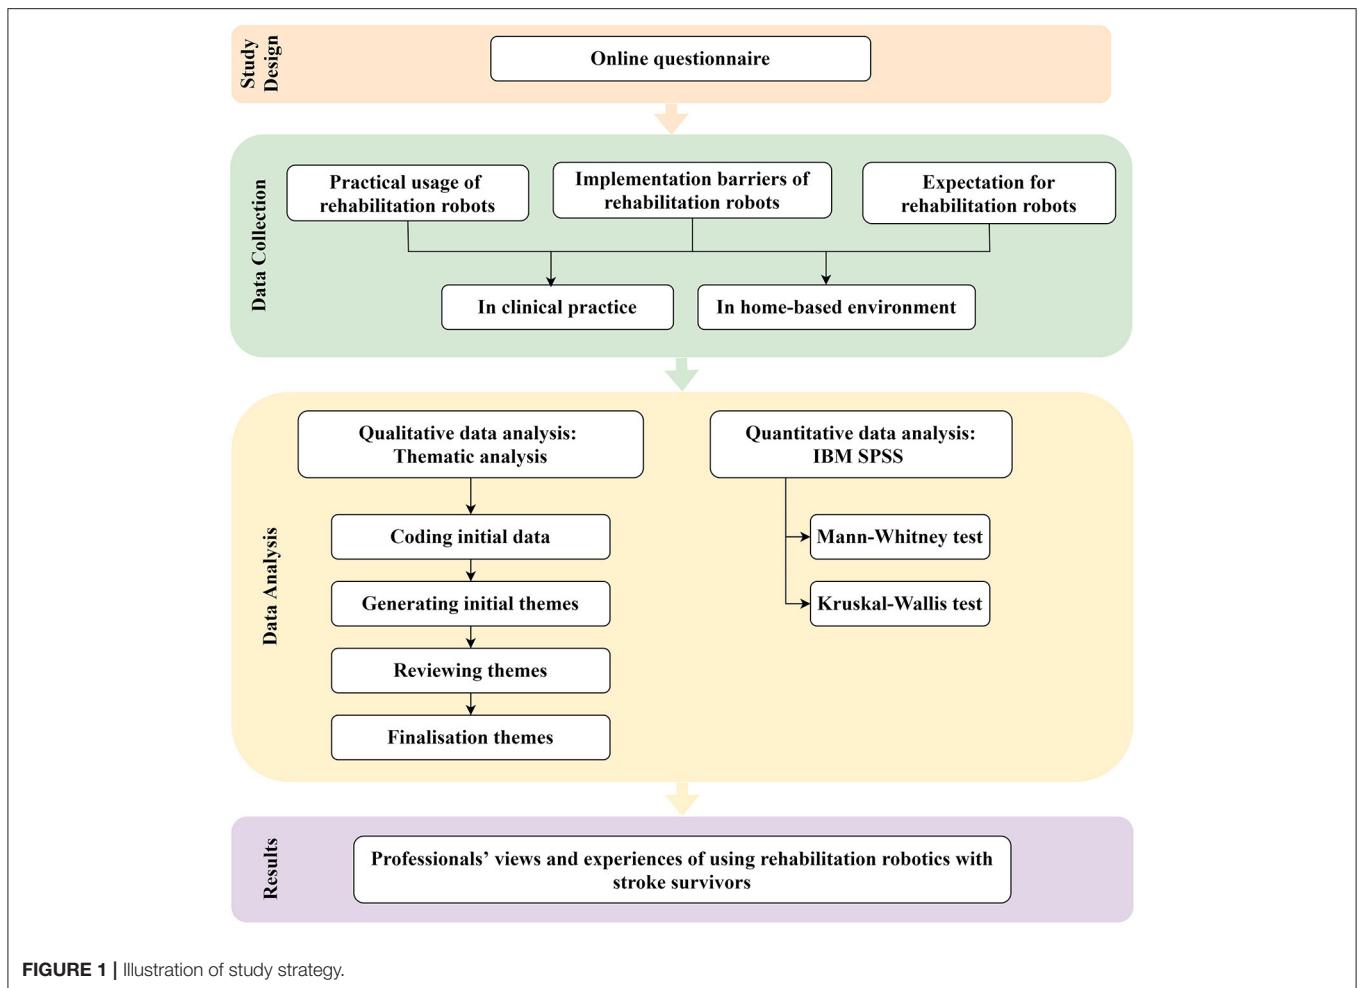 Study
Design
Online questionnaire
Data Collection
Practical usage of
rehabilitation robots
Implementation barriers of
rehabilitation robots
Expectation for
rehabilitation robots
In clinical practice
In home-based environment
Data Analysis
Qualitative data analysis:
Thematic analysis
Coding initial data
Generating initial themes
Reviewing themes
Finalisation themes
Quantitative data analysis:
IBM SPSS
Mann-Whitney test
Kruskal-Wallis test
Results
Professionals’ views and experiences of using rehabilitation robotics with
stroke survivors
FIGURE 1 | Illustration of study strategy.